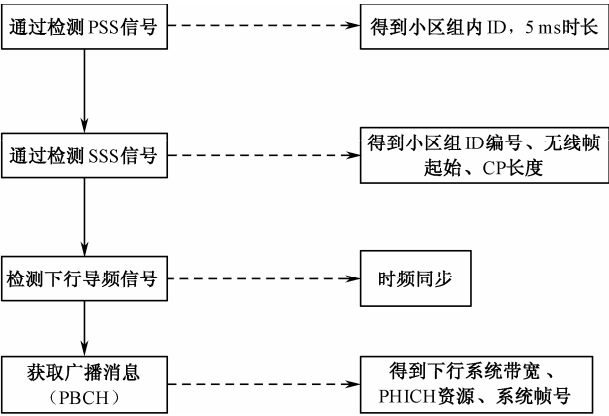 通过检测 PSS信号
得到小区组内 ID，5 ms时长
通过检测 SSS信号
得到小区组 ID编号、无线帧
起始、CP长度
检测下行导频信号
时频同步
获取广播消息
（PBCH）
得到下行系统带宽、
PHICH资源、系统帧号